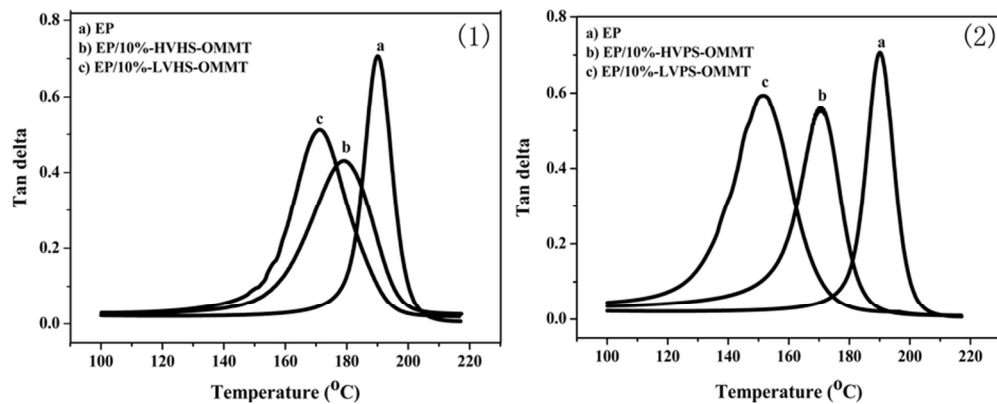 0.8
0.6
0.4
0.2
0.0
Tan delta
a) EP
b) EP/10%-HVHS-OMMT
c) EP/10%-LVHS-OMMT
(1)
a
b
c
100 120 140 160 180 200 220
Temperature (⁰C)
0.8
0.6
0.4
0.2
0.0
Tan delta
a) EP
b) EP/10%-HVPS-OMMT
c) EP/10%-LVPS-OMMT
(2)
a
b
c
100 120 140 160 180 200 220
Temperature (⁰C)